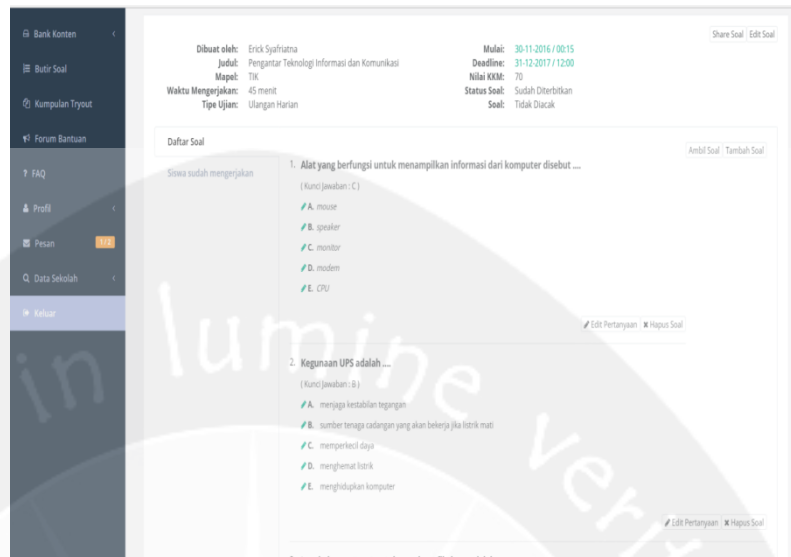 Bank Konten
Butir Soal
Kumpulan Tryout
Forum Bantuan
FAQ
Profil
Pesan 1/2
Data Sekolah
Keluar
Share Soal Edit Soal
Dibuat oleh: Erick Syafriatna
Judul: Pengantar Teknologi Informasi dan Komunikasi
Mapel: TIK
Waktu Mengerjakan: 45 menit
Tipe Ujian: Ulangan Harian
Mulai: 30-11-2016 / 00:15
Deadline: 31-12-2017 / 12:00
Nilai KKM: 70
Status Soal: Sudah Diterbitkan
Soal: Tidak Diacak
Daftar Soal
Siswa sudah mengerjakan
Ambil Soal Tambah Soal
1. Alat yang berfungsi untuk menampilkan informasi dari komputer disebut ....
( Kunci Jawaban : C )
A. mouse
B. speaker
C. monitor
D. modem
E. CPU
Edit Pertanyaan Hapus Soal
2. Kegunaan UPS adalah ....
( Kunci Jawaban : B )
A. menjaga kestabilan tegangan
B. sumber tenaga cadangan yang akan bekerja jika listrik mati
C. memperkecil daya
D. menghemat listrik
E. menghidupkan komputer
Edit Pertanyaan Hapus Soal
in lumine